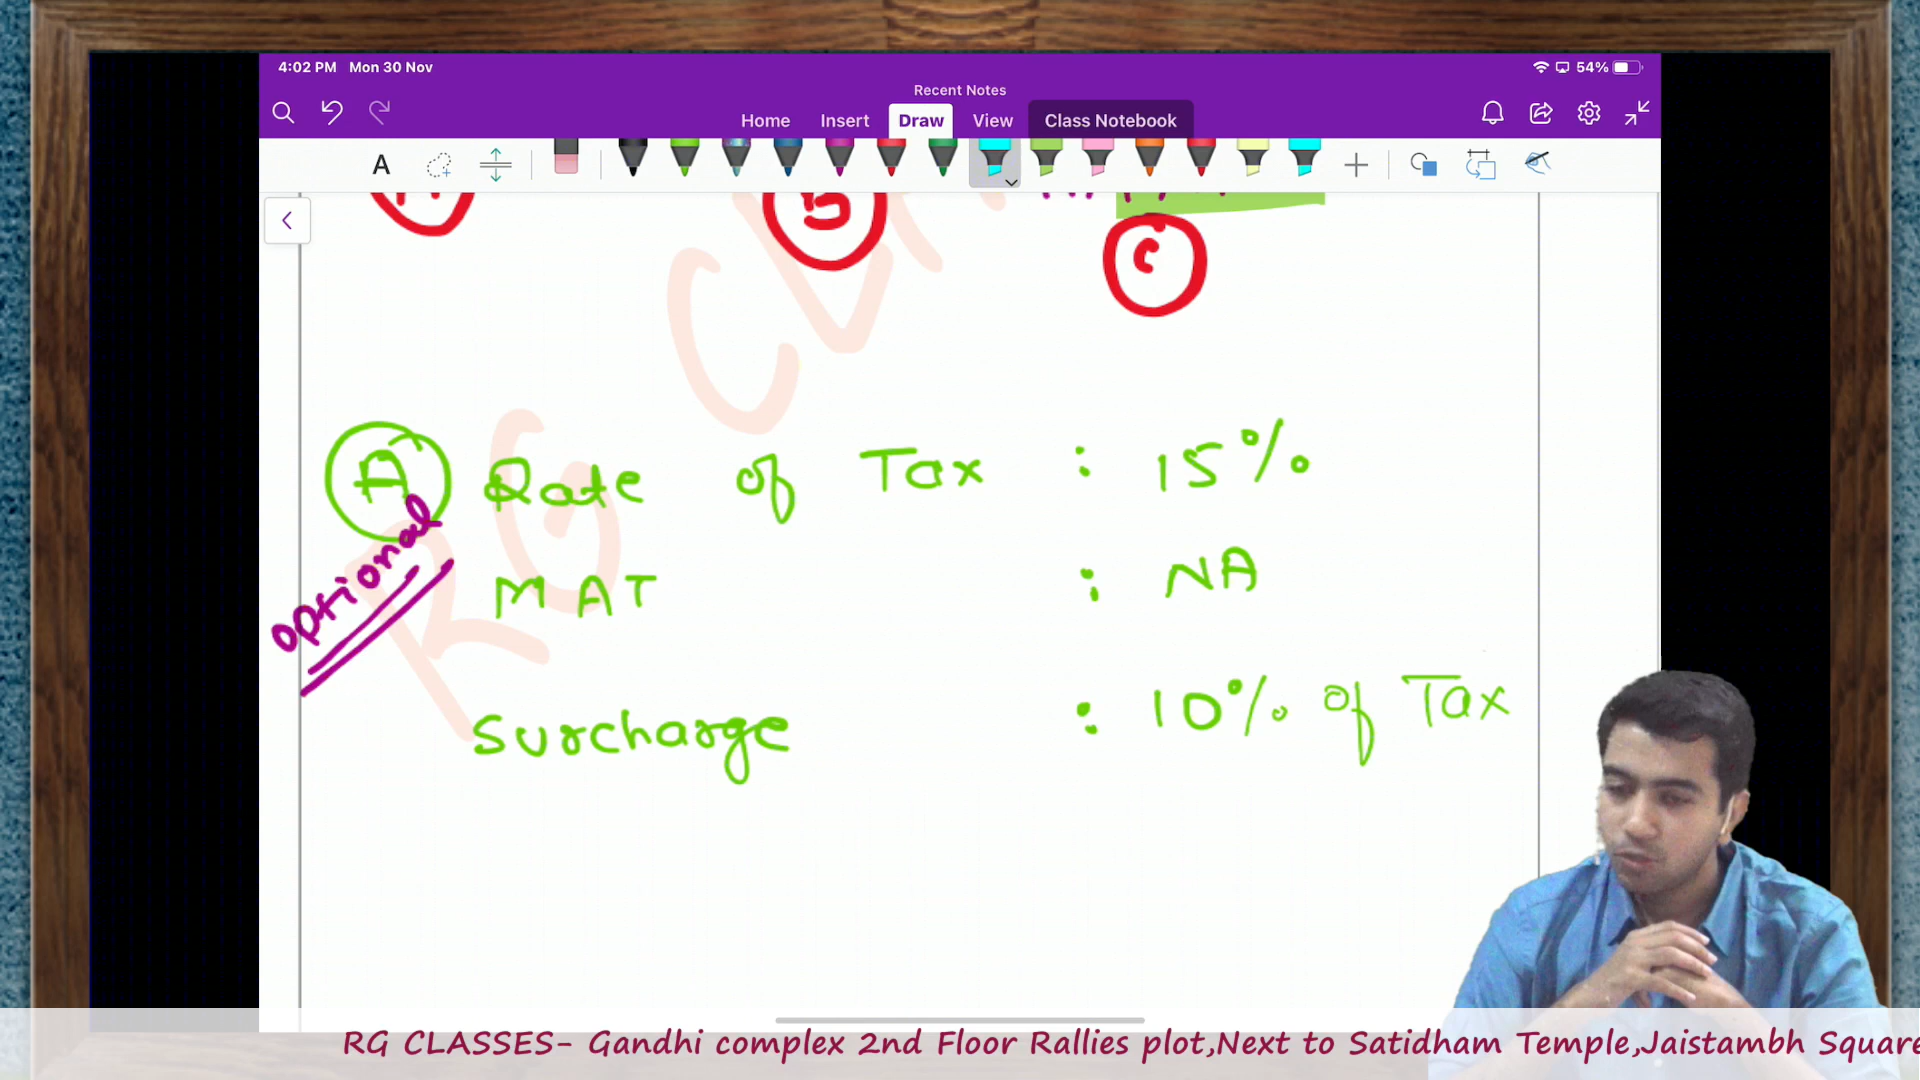 4:02 PM Mon 30 Nov
54%
Recent Notes
Home Insert Draw View Class Notebook
A
B
C
RG CLA
A Rate of Tax : 15%
optional
MAT : NA
Surcharge : 10% of Tax
RG CLASSES- Gandhi complex 2nd Floor Rallies plot,Next to Satidham Temple,Jaistambh Square